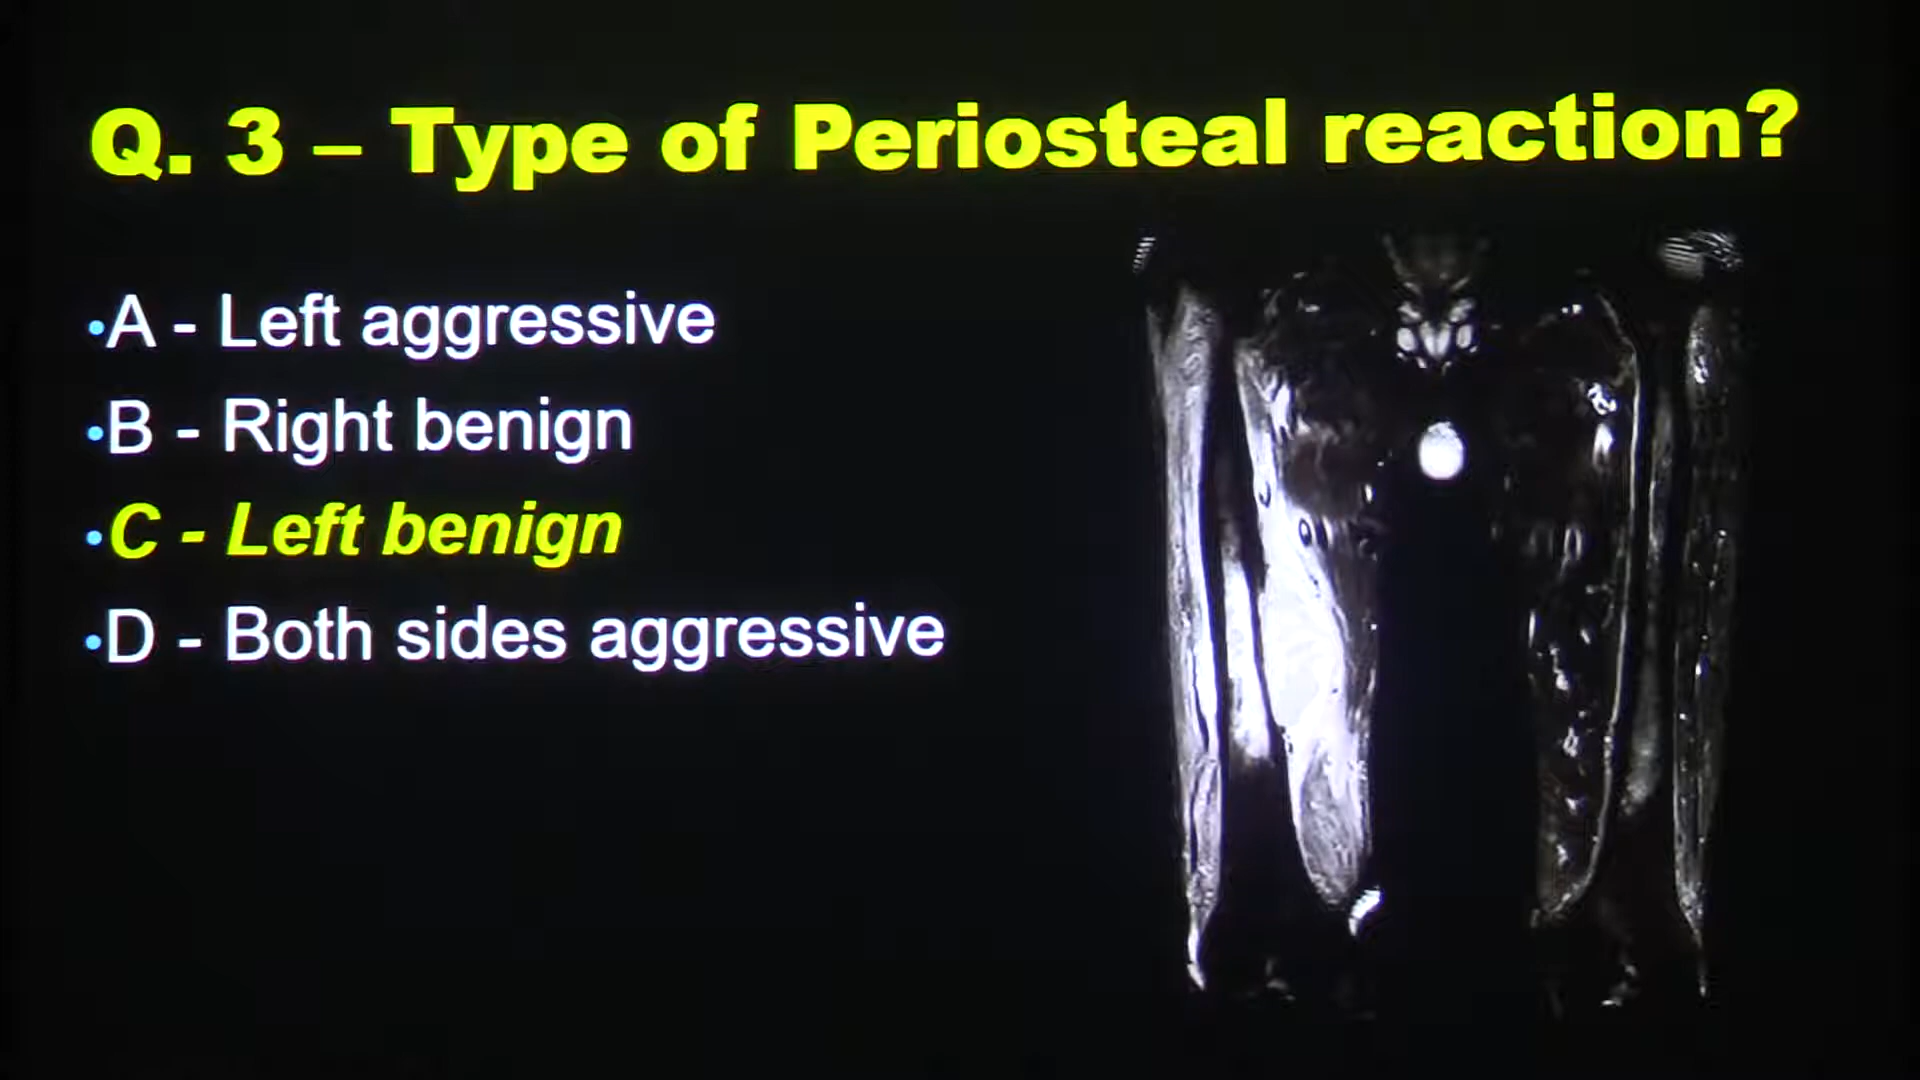 Q. 3 – Type of Periosteal reaction?
•A - Left aggressive
•B - Right benign
•C - Left benign
•D - Both sides aggressive